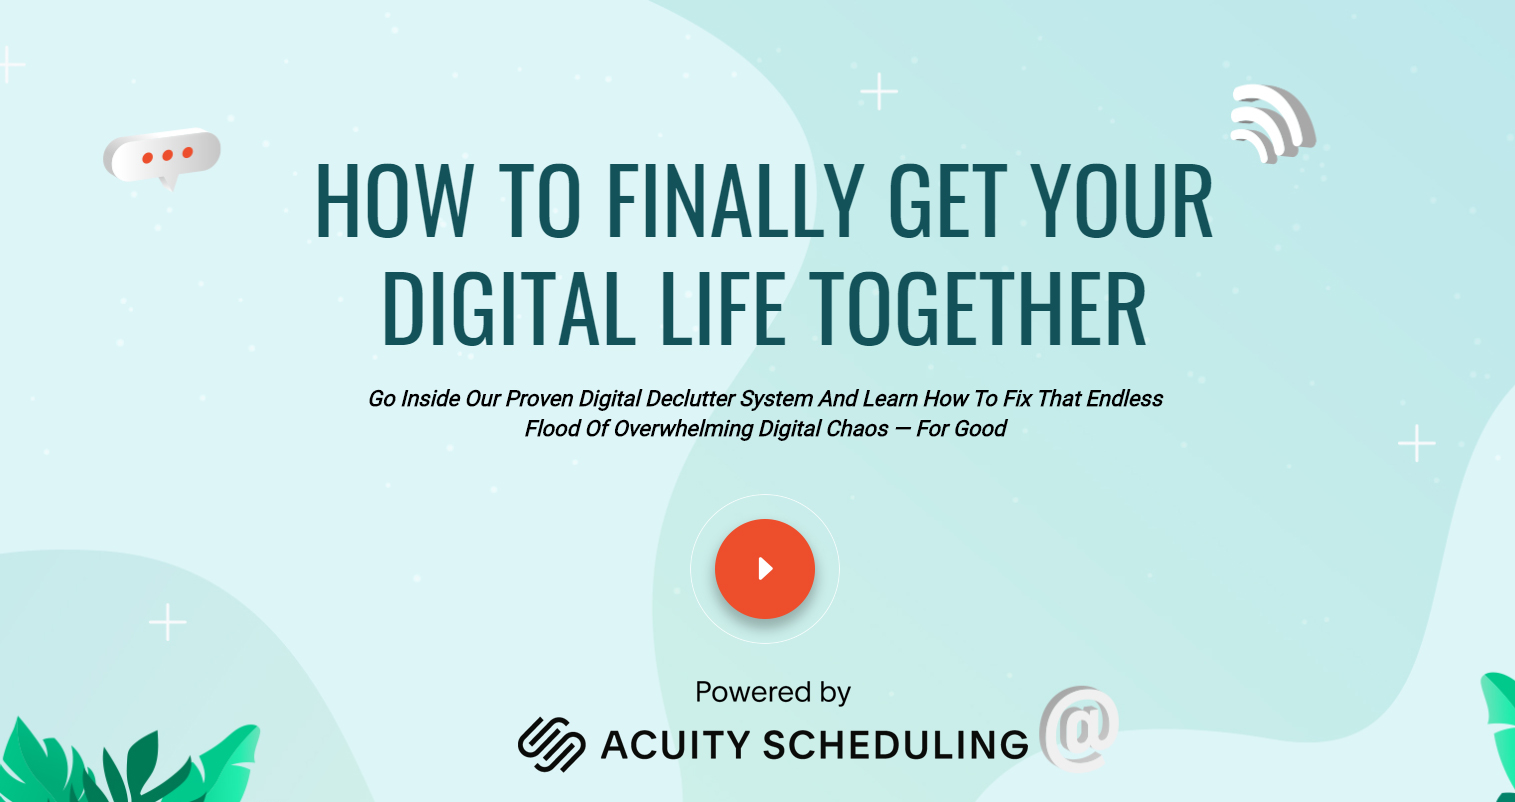 HOW TO FINALLY GET YOUR
DIGITAL LIFE TOGETHER
Go Inside Our Proven Digital Declutter System And Learn How To Fix That Endless
Flood Of Overwhelming Digital Chaos — For Good
Powered by
ACUITY SCHEDULING
@